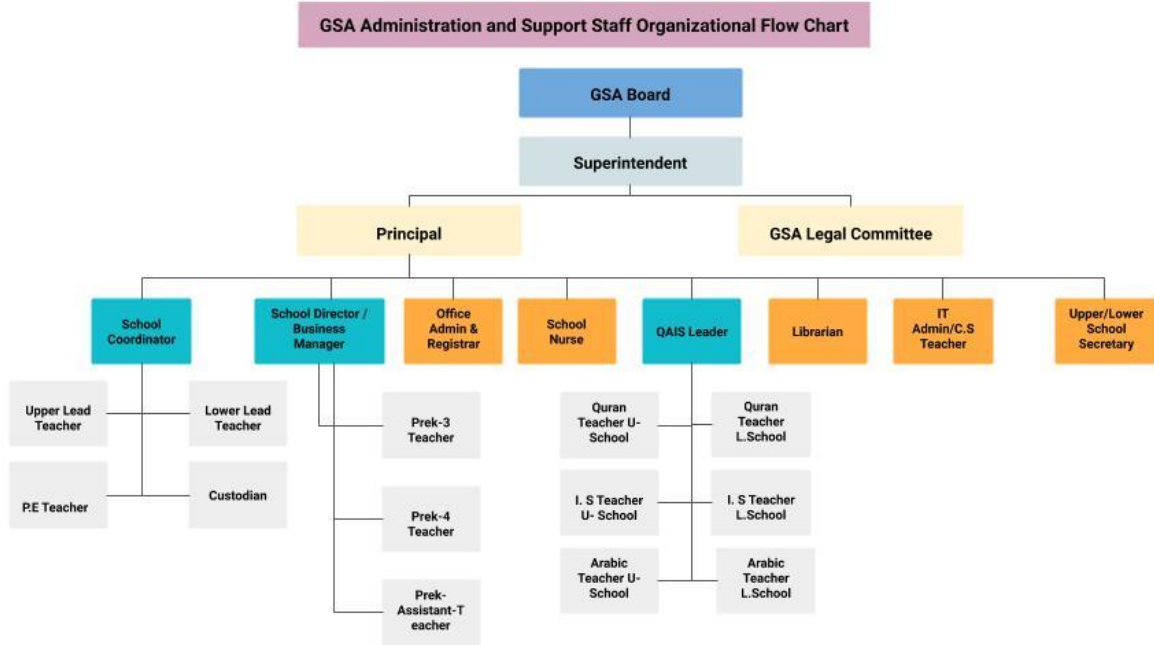 GSA Administration and Support Staff Organizational Flow Chart
GSA Board
Superintendent
Principal
GSA Legal Committee
School
Coordinator
School Director /
Business
Manager
Office
Admin &
Registrar
School
Nurse
QAIS Leader
Librarian
IT
Admin/C.S
Teacher
Upper/Lower
School
Secretary
Upper Lead
Teacher
Lower Lead
Teacher
P.E Teacher
Custodian
Prek-3
Teacher
Prek-4
Teacher
Prek-
Assistant-T
eacher
Quran
Teacher U-
School
Quran
Teacher
L.School
I. S Teacher
U- School
I. S Teacher
L.School
Arabic
Teacher U-
School
Arabic
Teacher
L.School